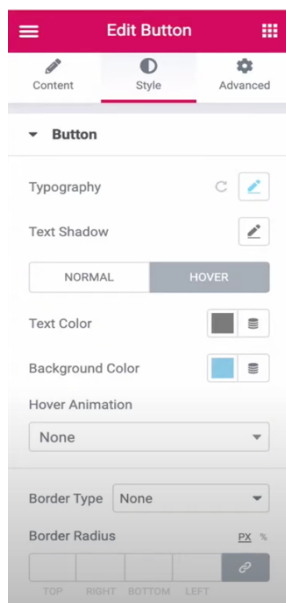 Edit Button
Content Style Advanced
Button
Typography
Text Shadow
NORMAL HOVER
Text Color
Background Color
Hover Animation
None
Border Type None
Border Radius PX %
TOP RIGHT BOTTOM LEFT